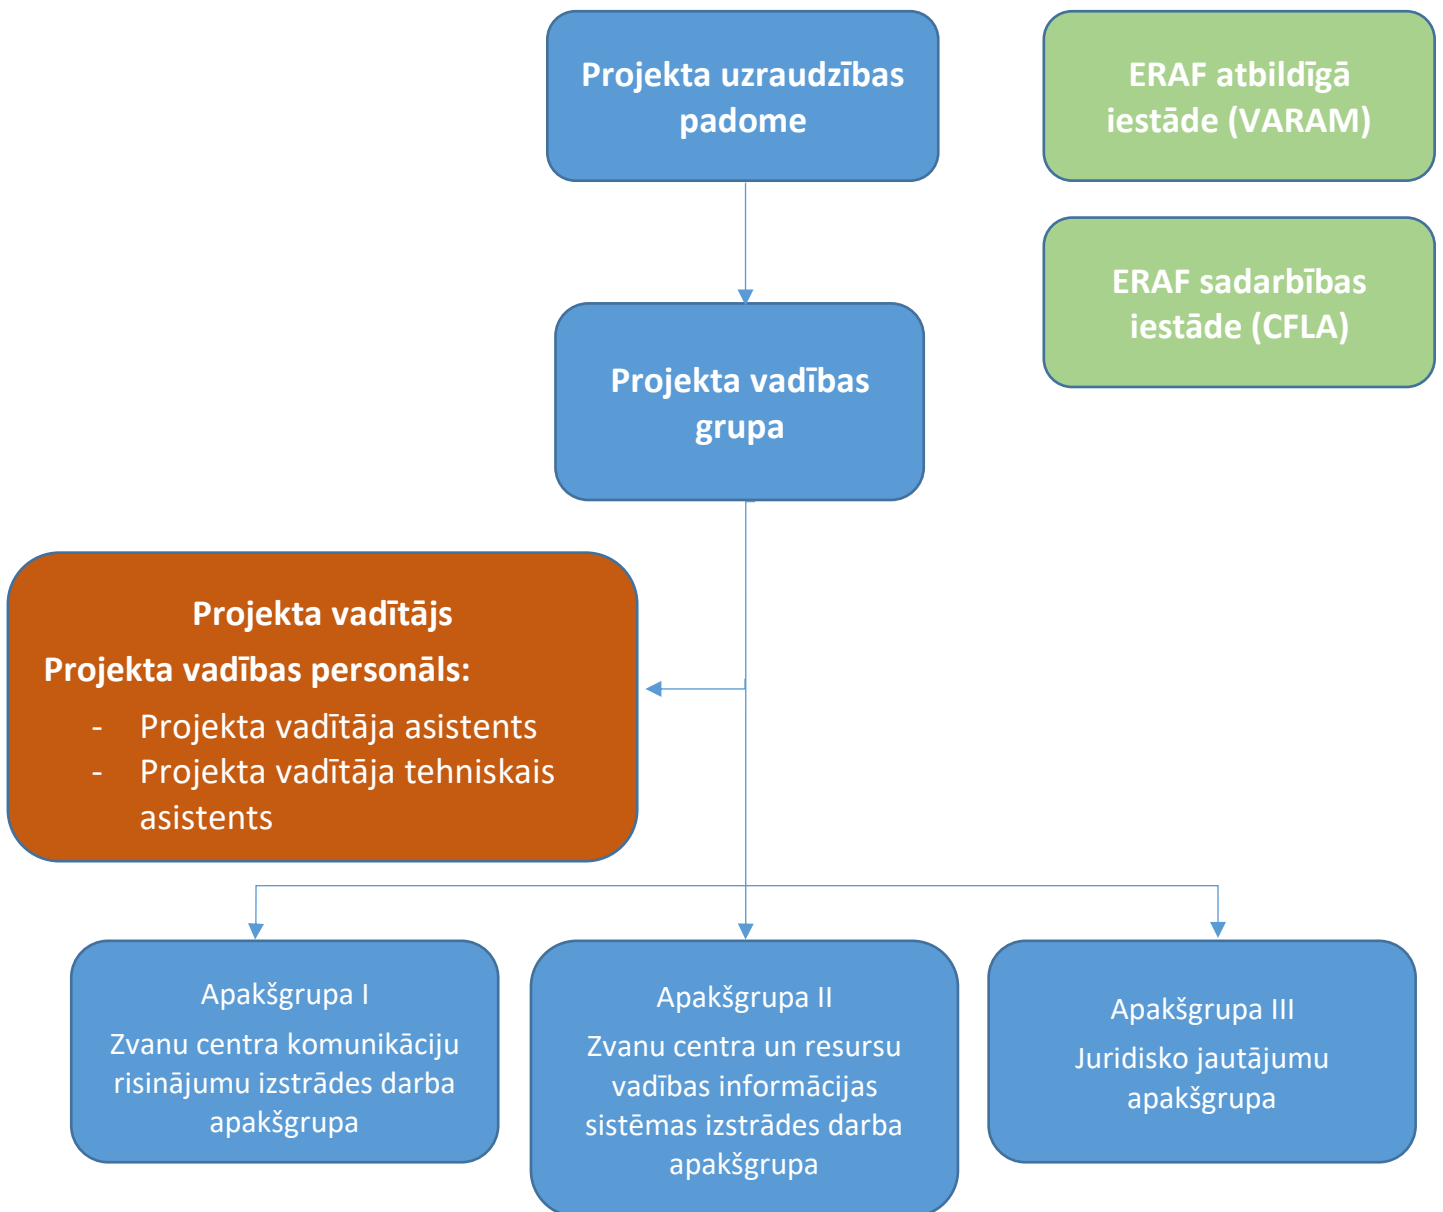 Projekta uzraudzības
padome
ERAF atbildīgā
iestāde (VARAM)
ERAF sadarbības
iestāde (CFLA)
Projekta vadības
grupa
Projekta vadītājs
Projekta vadības personāls:
- Projekta vadītāja asistents
- Projekta vadītāja tehniskais
asistents
Apakšgrupa I
Zvanu centra komunikāciju
risinājumu izstrādes darba
apakšgrupa
Apakšgrupa II
Zvanu centra un resursu
vadības informācijas
sistēmas izstrādes darba
apakšgrupa
Apakšgrupa III
Juridisko jautājumu
apakšgrupa